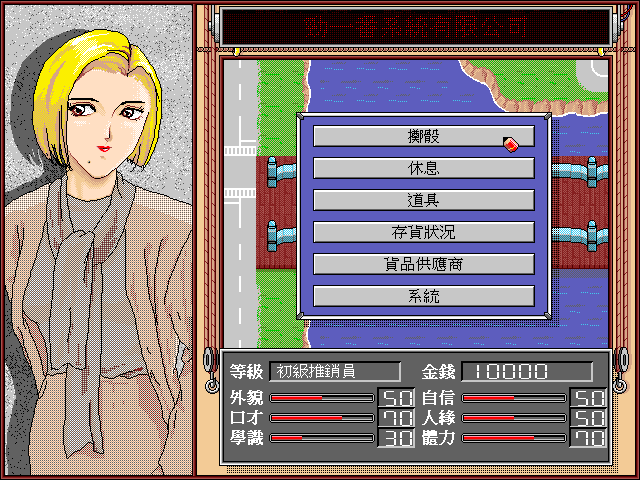 勁一番系統有限公司
擲骰
休息
道具
存貨狀況
貨品供應商
系統
等級 初級推銷員 金錢 10000
外貌 50 自信 50
口才 70 人緣 50
學識 30 體力 70